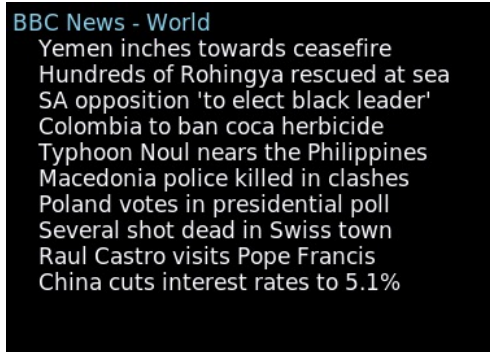 BBC News - World
Yemen inches towards ceasefire
Hundreds of Rohingya rescued at sea
SA opposition 'to elect black leader'
Colombia to ban coca herbicide
Typhoon Noul nears the Philippines
Macedonia police killed in clashes
Poland votes in presidential poll
Several shot dead in Swiss town
Raul Castro visits Pope Francis
China cuts interest rates to 5.1%